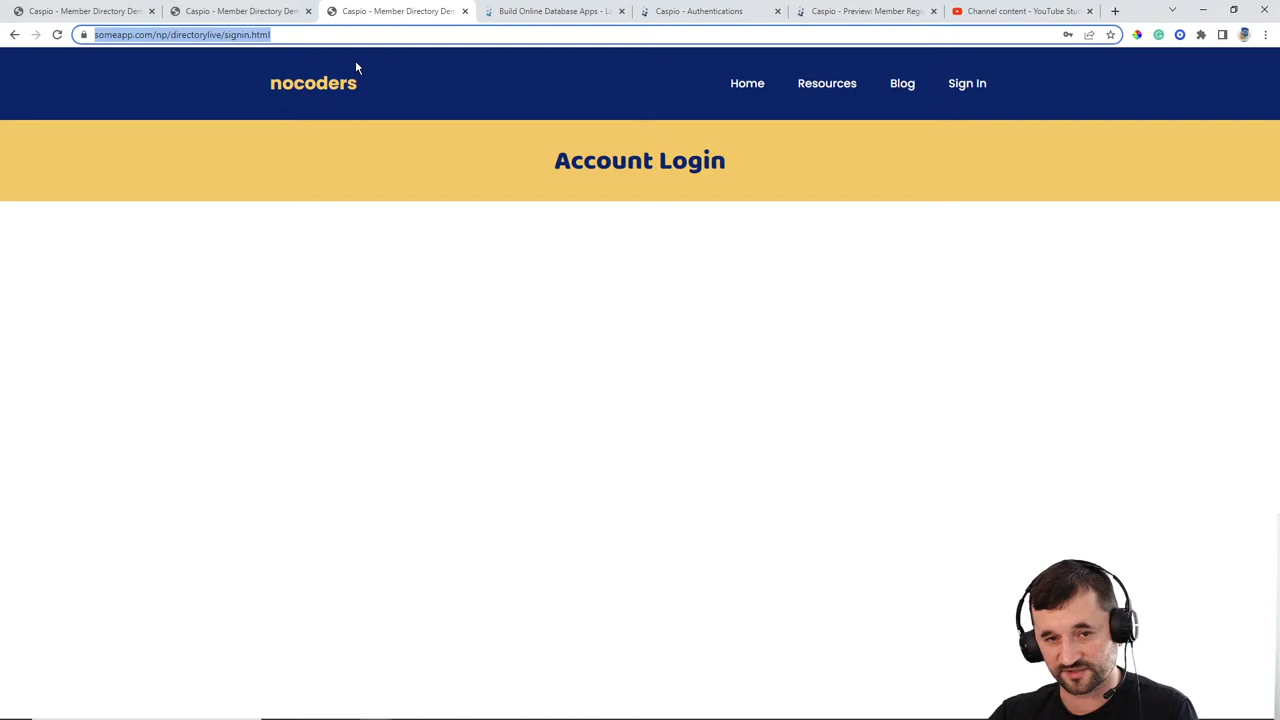 Caspio - Member Directory Dem
Caspio - Member Directory Dem
Caspio - Member Directory Dem
Build Online Database Apps - Lo
Caspio - Authentications
Caspio - Preview: Member Regi
Channel content - YouTube Stu
someapp.com/np/directorylive/signin.html
nocoders
Home
Resources
Blog
Sign In
Account Login